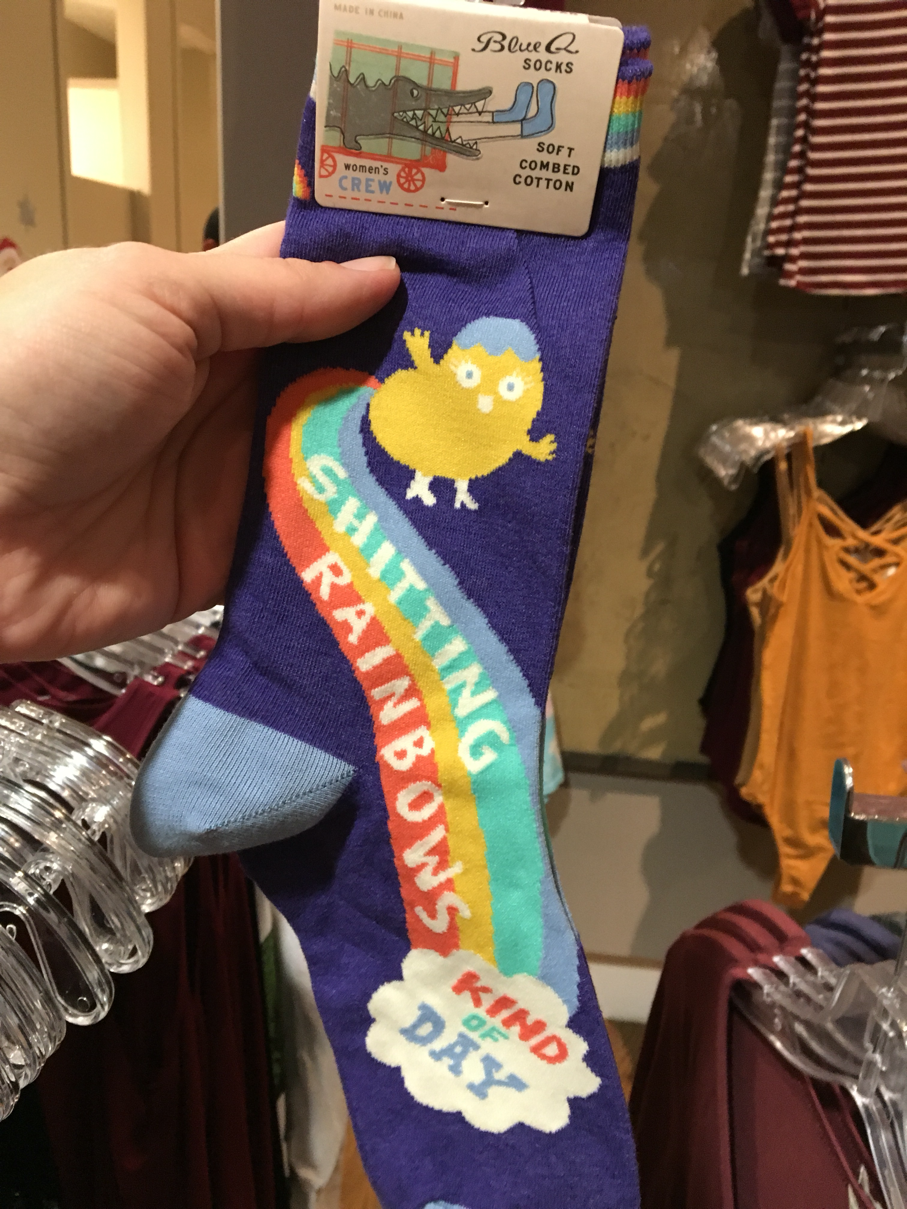 MADE IN CHINA
Blue Q
SOCKS
SOFT
COMBED
COTTON
women's
CREW
SHITTING
RAINBOWS
KIND
OF
DAY